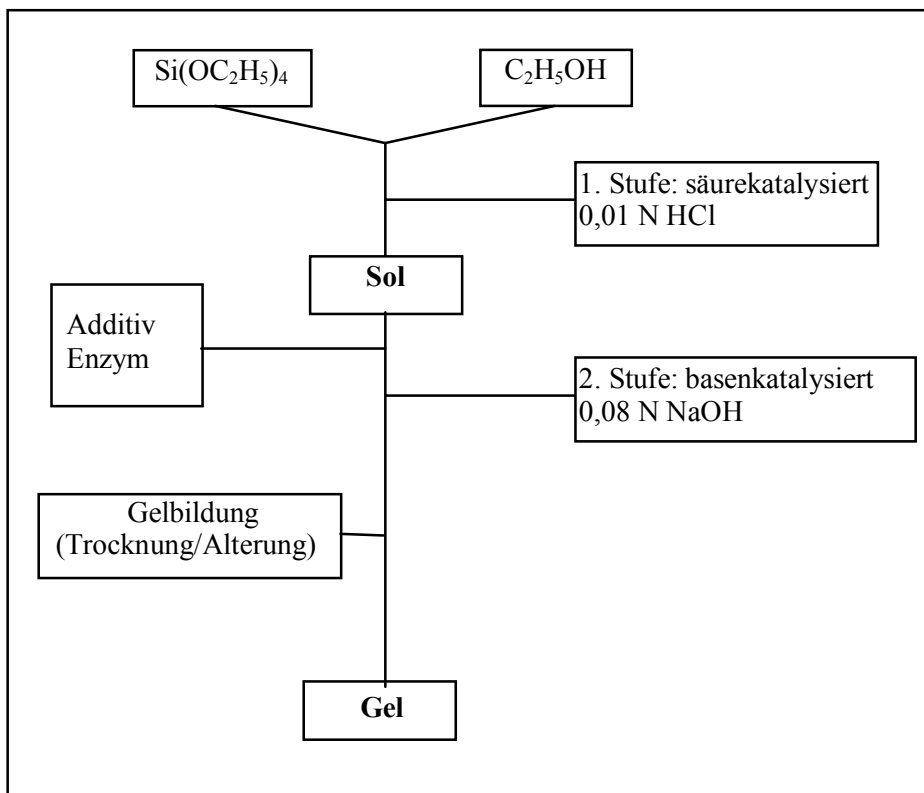 Si(OC₂H₅)₄
C₂H₅OH
1. Stufe: säurekatalysiert
0,01 N HCl
Sol
Additiv
Enzym
2. Stufe: basenkatalysiert
0,08 N NaOH
Gelbildung
(Trocknung/Alterung)
Gel